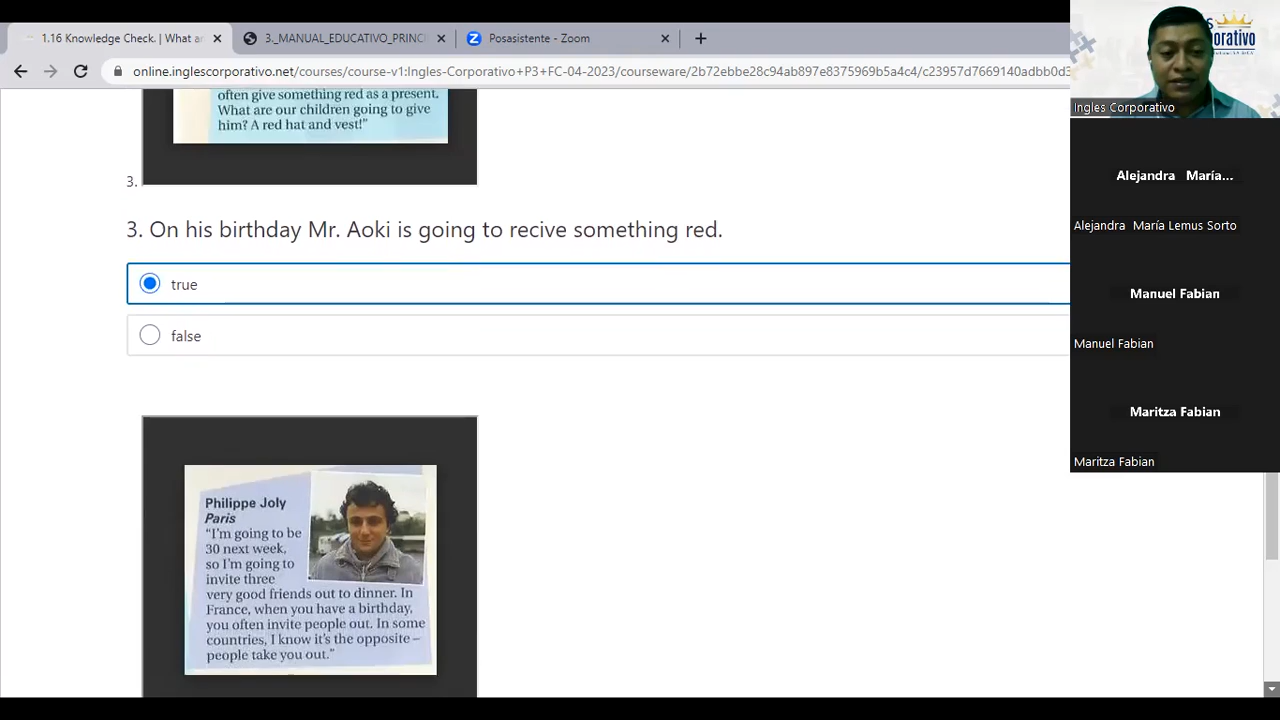 1.16 Knowledge Check. | What a
3._MANUAL_EDUCATIVO_PRINC
Posasistente - Zoom
online.inglescorporativo.net/courses/course-v1:Ingles-Corporativo+P3+FC-04-2023/courseware/2b72ebbe28c94ab897e8375969b5a4c4/c23957d7669140adbb0d3
often give something red as a present.
What are our children going to give
him? A red hat and vest!"
3.
3. On his birthday Mr. Aoki is going to recive something red.
true
false
Philippe Joly
Paris
"I'm going to be
30 next week,
so I'm going to
invite three
very good friends out to dinner. In
France, when you have a birthday,
you often invite people out. In some
countries, I know it's the opposite –
people take you out."
Ingles Corporativo
Alejandra María...
Alejandra María Lemus Sorto
Manuel Fabian
Manuel Fabian
Maritza Fabian
Maritza Fabian